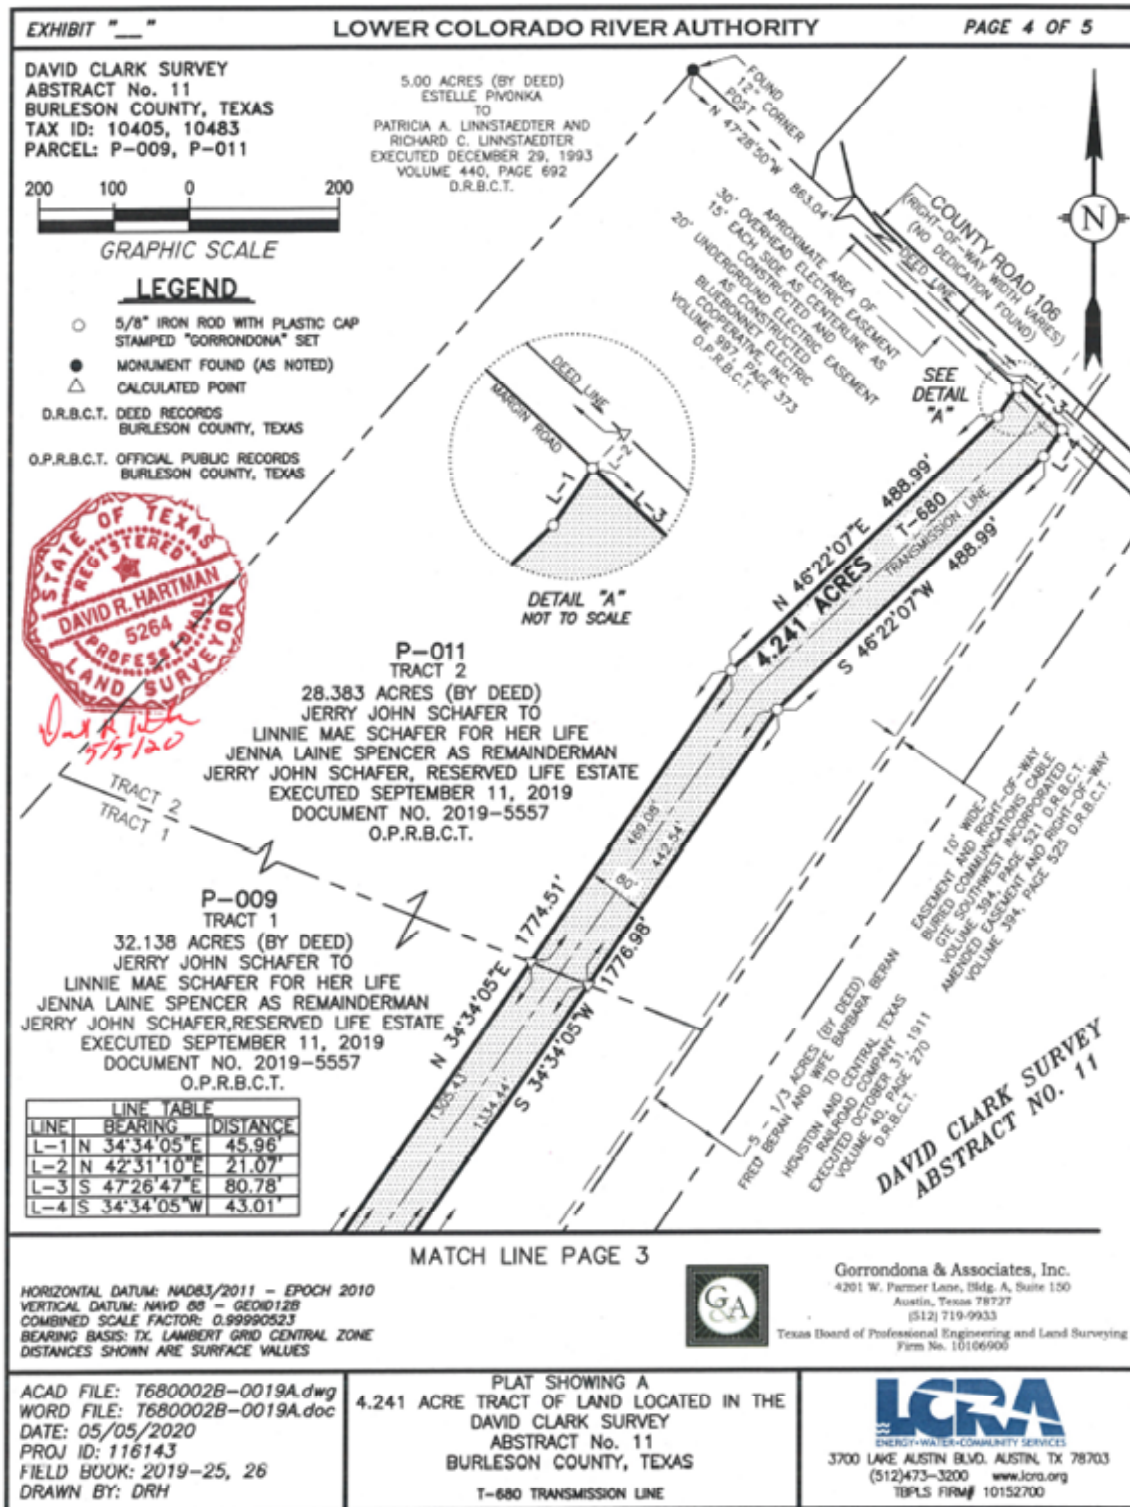 EXHIBIT "__"
LOWER COLORADO RIVER AUTHORITY
PAGE 4 OF 5
DAVID CLARK SURVEY
ABSTRACT No. 11
BURLESON COUNTY, TEXAS
TAX ID: 10405, 10483
PARCEL: P-009, P-011
200 100 0 200
GRAPHIC SCALE
LEGEND
5/8" IRON ROD WITH PLASTIC CAP
STAMPED "GORRONDONA" SET
MONUMENT FOUND (AS NOTED)
CALCULATED POINT
D.R.B.C.T. DEED RECORDS
BURLESON COUNTY, TEXAS
O.P.R.B.C.T. OFFICIAL PUBLIC RECORDS
BURLESON COUNTY, TEXAS
5.00 ACRES (BY DEED)
ESTELLE PIVONKA
TO
PATRICIA A. LINNSTAEDTER AND
RICHARD C. LINNSTAEDTER
EXECUTED DECEMBER 29, 1993
VOLUME 440, PAGE 692
D.R.B.C.T.
FOUND
12" CORNER
POST
N 47°28'50"W 863.04'
COUNTY ROAD 106
(RIGHT-OF-WAY WIDTH VARIES)
(NO DEDICATION FOUND)
DEED LINE
N
APROXIMATE AREA OF
30' OVERHEAD ELECTRIC EASEMENT
15' EACH SIDE AS CENTERLINE AS
CONSTRUCTED AND
20' UNDERGROUND ELECTRIC EASEMENT
AS CONSTRUCTED
BLUEBONNET ELECTRIC
COOPERATIVE, INC.
VOLUME 997, PAGE 373
O.P.R.B.C.T.
SEE
DETAIL
"A"
L-3
L-4
DEED LINE
MARGIN ROAD
L-1
L-2
L-3
DETAIL "A"
NOT TO SCALE
STATE OF TEXAS
REGISTERED
DAVID R. HARTMAN
5264
PROFESSIONAL
LAND SURVEYOR
5/5/20
N 46°22'07"E 488.99'
4.241 ACRES
T-680
TRANSMISSION LINE
S 46°22'07"W 488.99'
P-011
TRACT 2
28.383 ACRES (BY DEED)
JERRY JOHN SCHAFER TO
LINNIE MAE SCHAFER FOR HER LIFE
JENNA LAINE SPENCER AS REMAINDERMAN
JERRY JOHN SCHAFER, RESERVED LIFE ESTATE
EXECUTED SEPTEMBER 11, 2019
DOCUMENT NO. 2019-5557
O.P.R.B.C.T.
TRACT 2
TRACT 1
469.08'
442.54'
80'
N 34°34'05"E 1774.51'
S 34°34'05"W 1776.98'
1305.43'
1334.44'
P-009
TRACT 1
32.138 ACRES (BY DEED)
JERRY JOHN SCHAFER TO
LINNIE MAE SCHAFER FOR HER LIFE
JENNA LAINE SPENCER AS REMAINDERMAN
JERRY JOHN SCHAFER,RESERVED LIFE ESTATE
EXECUTED SEPTEMBER 11, 2019
DOCUMENT NO. 2019-5557
O.P.R.B.C.T.
10' WIDE
EASEMENT AND RIGHT-OF-WAY
BURIED COMMUNICATIONS CABLE
GTE SOUTHWEST INCORPORATED
VOLUME 394, PAGE 521 D.R.B.C.T.
AMENDED EASEMENT AND RIGHT-OF-WAY
VOLUME 394, PAGE 525 D.R.B.C.T.
5 - 1/3 ACRES (BY DEED)
FRED BERAN AND WIFE BARBARA BERAN
TO
HOUSTON AND CENTRAL TEXAS
RAILROAD COMPANY
EXECUTED OCTOBER 31, 1911
VOLUME 40, PAGE 270
D.R.B.C.T.
DAVID CLARK SURVEY
ABSTRACT NO. 11
LINE TABLE
LINE BEARING DISTANCE
L-1 N 34°34'05"E 45.96'
L-2 N 42°31'10"E 21.07'
L-3 S 47°26'47"E 80.78'
L-4 S 34°34'05"W 43.01'
MATCH LINE PAGE 3
HORIZONTAL DATUM: NAD83/2011 - EPOCH 2010
VERTICAL DATUM: NAVD 88 - GEOID12B
COMBINED SCALE FACTOR: 0.99990523
BEARING BASIS: TX. LAMBERT GRID CENTRAL ZONE
DISTANCES SHOWN ARE SURFACE VALUES
G&A
Gorrondona & Associates, Inc.
4201 W. Parmer Lane, Bldg. A, Suite 150
Austin, Texas 78727
(512) 719-9933
Texas Board of Professional Engineering and Land Surveying
Firm No. 10106900
ACAD FILE: T680002B-0019A.dwg
WORD FILE: T680002B-0019A.doc
DATE: 05/05/2020
PROJ ID: 116143
FIELD BOOK: 2019-25, 26
DRAWN BY: DRH
PLAT SHOWING A
4.241 ACRE TRACT OF LAND LOCATED IN THE
DAVID CLARK SURVEY
ABSTRACT No. 11
BURLESON COUNTY, TEXAS
T-680 TRANSMISSION LINE
LCRA
ENERGY•WATER•COMMUNITY SERVICES
3700 LAKE AUSTIN BLVD. AUSTIN, TX 78703
(512)473-3200 www.lcra.org
TBPLS FIRM# 10152700